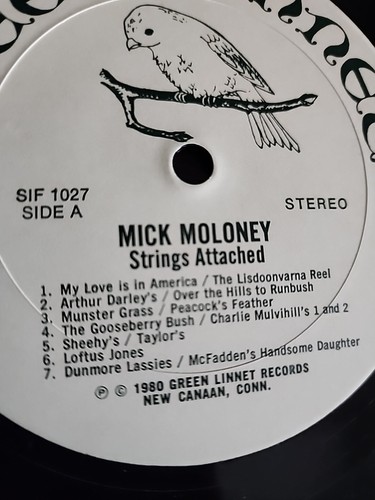 SIF 1027
SIDE A
STEREO
MICK MOLONEY
Strings Attached
1. My Love is in America / The Lisdoonvarna Reel
2. Arthur Darley's / Over the Hills to Runbush
3. Munster Grass / Peacock's Feather
4. The Gooseberry Bush / Charlie Mulvihill's 1 and 2
5. Sheehy's / Taylor's
6. Loftus Jones
7. Dunmore Lassies / McFadden's Handsome Daughter
℗ © 1980 GREEN LINNET RECORDS
NEW CANAAN, CONN.